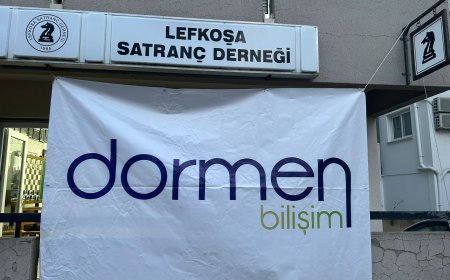 LEFKOŞA
SATRANÇ DERNEĞİ
dormen
bilişim